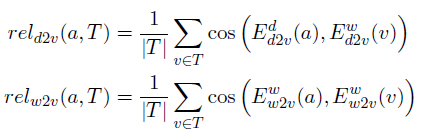 rel_{d2v}(a, T) = \frac{1}{|T|} \sum_{v \in T} \cos \left( E^{d}_{d2v}(a), E^{w}_{d2v}(v) \right)
rel_{w2v}(a, T) = \frac{1}{|T|} \sum_{v \in T} \cos \left( E^{w}_{w2v}(a), E^{w}_{w2v}(v) \right)